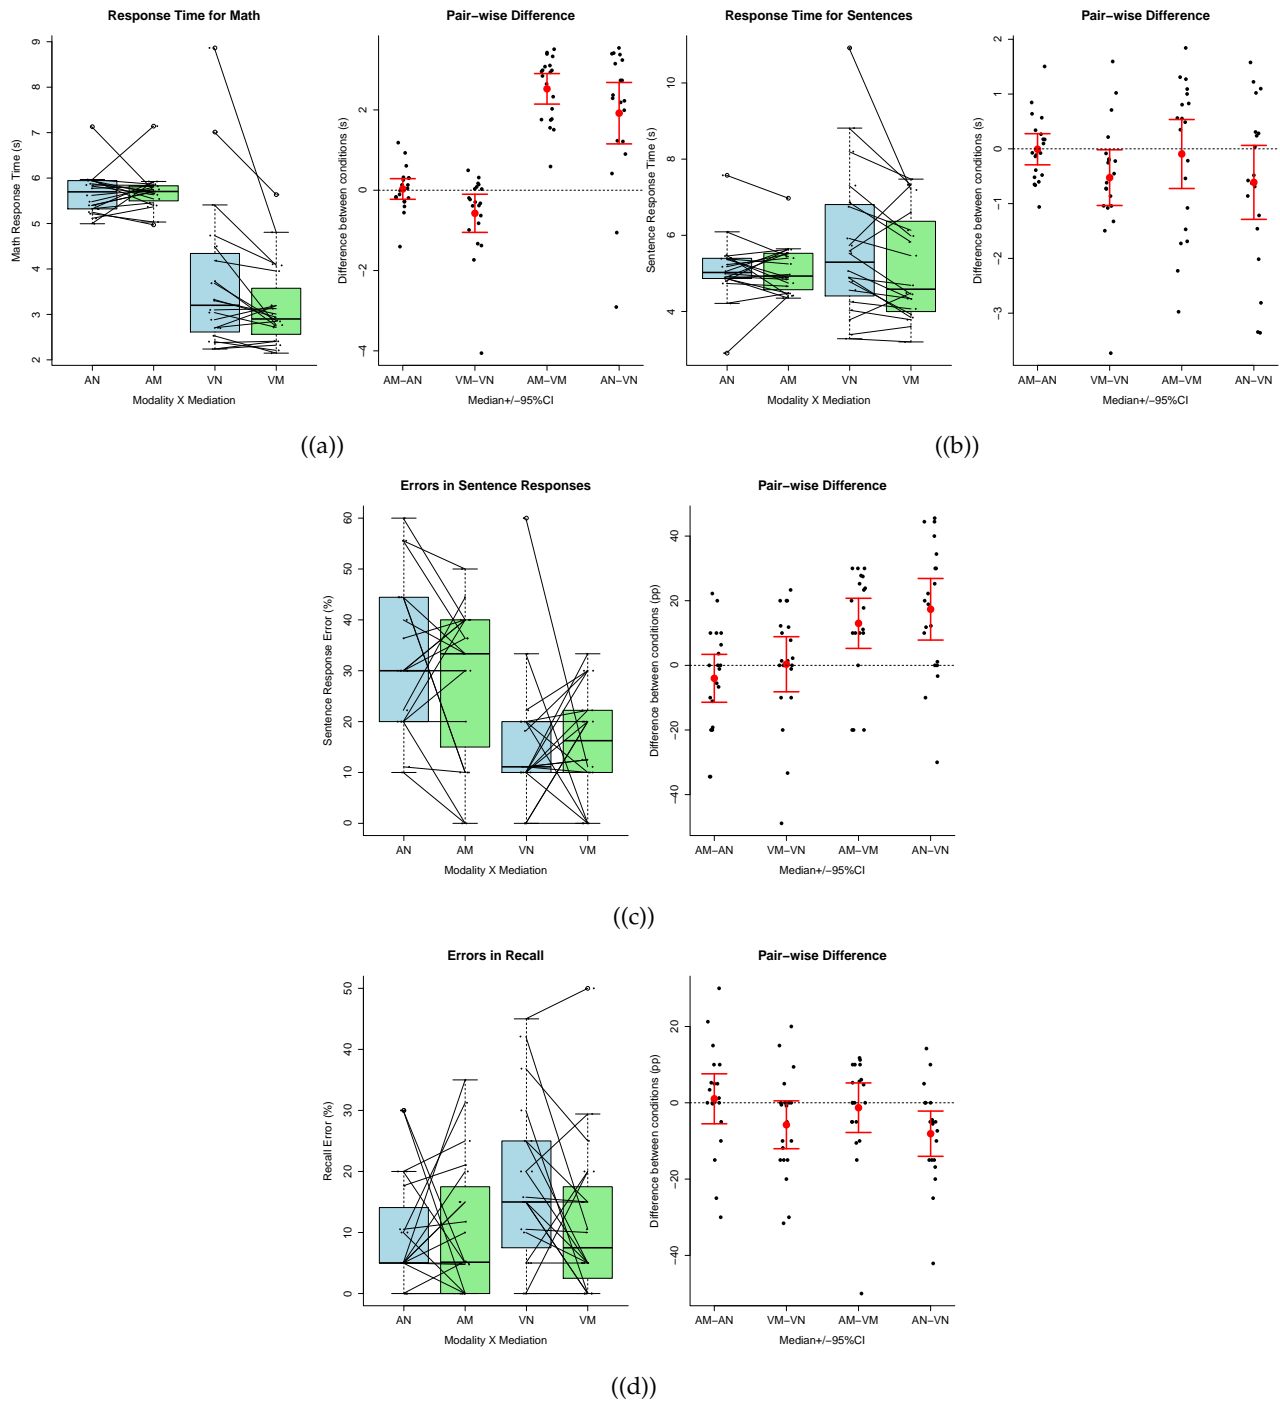 Response Time for Math
Math Response Time (s)
9
8
7
6
5
4
3
2
AN AM VN VM
Modality X Mediation
Pair−wise Difference
Difference between conditions (s)
2
0
−2
−4
AM−AN VM−VN AM−VM AN−VN
Median+/−95%CI
((a))
Response Time for Sentences
Sentence Response Time (s)
10
8
6
4
AN AM VN VM
Modality X Mediation
Pair−wise Difference
Difference between conditions (s)
2
1
0
−1
−2
−3
AM−AN VM−VN AM−VM AN−VN
Median+/−95%CI
((b))
Errors in Sentence Responses
Sentence Response Error (%)
60
50
40
30
20
10
0
AN AM VN VM
Modality X Mediation
Pair−wise Difference
Difference between conditions (pp)
40
20
0
−20
−40
AM−AN VM−VN AM−VM AN−VN
Median+/−95%CI
((c))
Errors in Recall
Recall Error (%)
50
40
30
20
10
0
AN AM VN VM
Modality X Mediation
Pair−wise Difference
Difference between conditions (pp)
20
0
−20
−40
AM−AN VM−VN AM−VM AN−VN
Median+/−95%CI
((d))